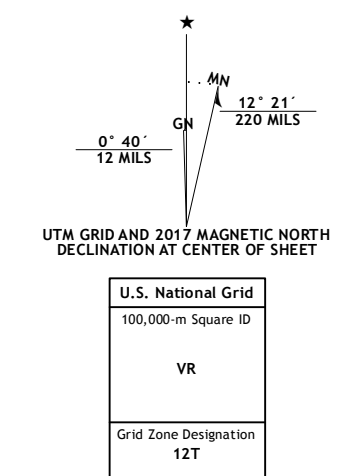 ★
MN
GN
12° 21´
220 MILS
0° 40´
12 MILS
UTM GRID AND 2017 MAGNETIC NORTH
DECLINATION AT CENTER OF SHEET
U.S. National Grid
100,000-m Square ID
VR
Grid Zone Designation
12T